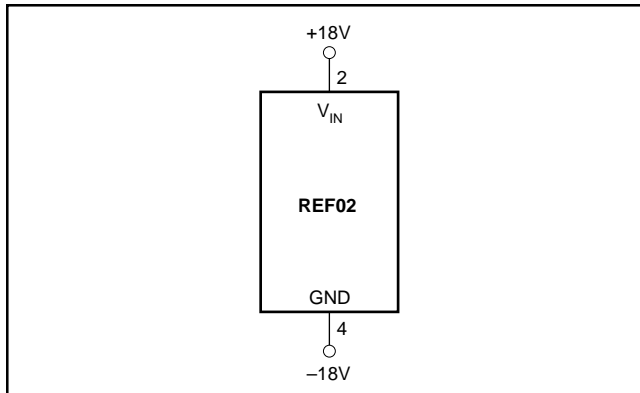 +18V
2
V_IN
REF02
GND
4
–18V